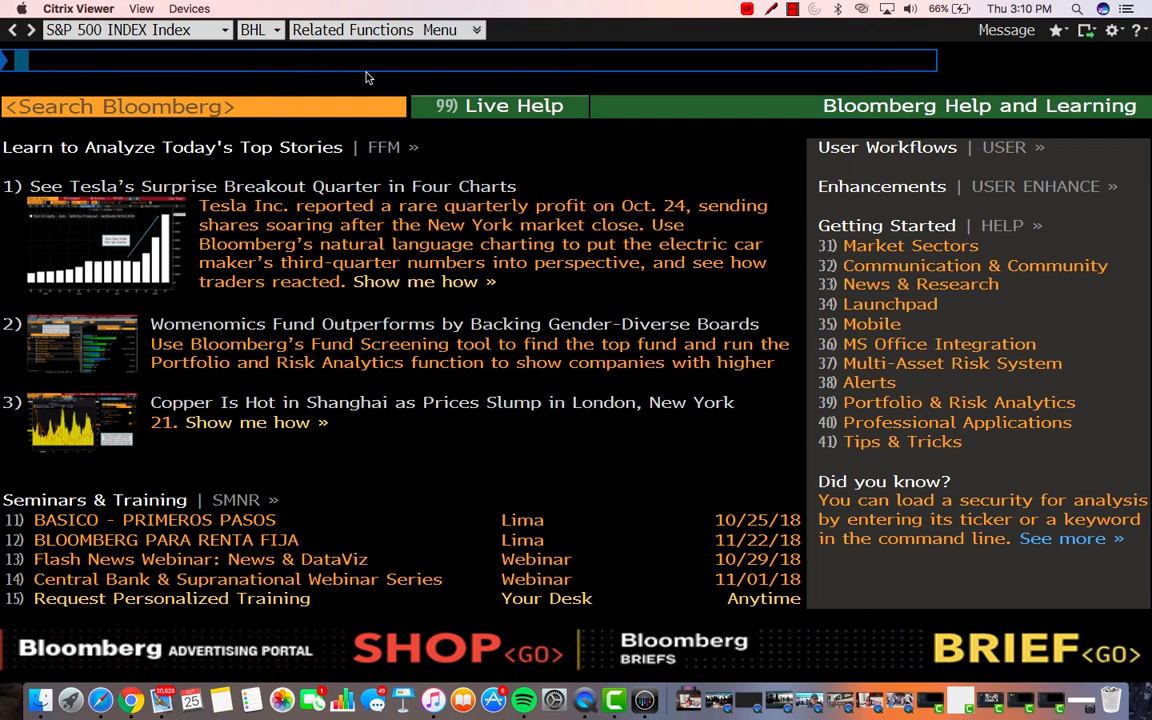 Citrix Viewer View Devices 66% Thu 3:10 PM
S&P 500 INDEX Index BHL Related Functions Menu Message
<Search Bloomberg> 99) Live Help Bloomberg Help and Learning
Learn to Analyze Today's Top Stories | FFM »
1) See Tesla's Surprise Breakout Quarter in Four Charts
Tesla Inc. reported a rare quarterly profit on Oct. 24, sending
shares soaring after the New York market close. Use
Bloomberg's natural language charting to put the electric car
maker's third-quarter numbers into perspective, and see how
traders reacted. Show me how »
2) Womenomics Fund Outperforms by Backing Gender-Diverse Boards
Use Bloomberg's Fund Screening tool to find the top fund and run the
Portfolio and Risk Analytics function to show companies with higher
3) Copper Is Hot in Shanghai as Prices Slump in London, New York
21. Show me how »
Seminars & Training | SMNR »
11) BASICO - PRIMEROS PASOS Lima 10/25/18
12) BLOOMBERG PARA RENTA FIJA Lima 11/22/18
13) Flash News Webinar: News & DataViz Webinar 10/29/18
14) Central Bank & Supranational Webinar Series Webinar 11/01/18
15) Request Personalized Training Your Desk Anytime
User Workflows | USER »
Enhancements | USER ENHANCE »
Getting Started | HELP »
31) Market Sectors
32) Communication & Community
33) News & Research
34) Launchpad
35) Mobile
36) MS Office Integration
37) Multi-Asset Risk System
38) Alerts
39) Portfolio & Risk Analytics
40) Professional Applications
41) Tips & Tricks
Did you know?
You can load a security for analysis
by entering its ticker or a keyword
in the command line. See more »
Bloomberg ADVERTISING PORTAL SHOP<GO>
Bloomberg
BRIEFS
BRIEF<GO>
20,823 OCT 25 1 49